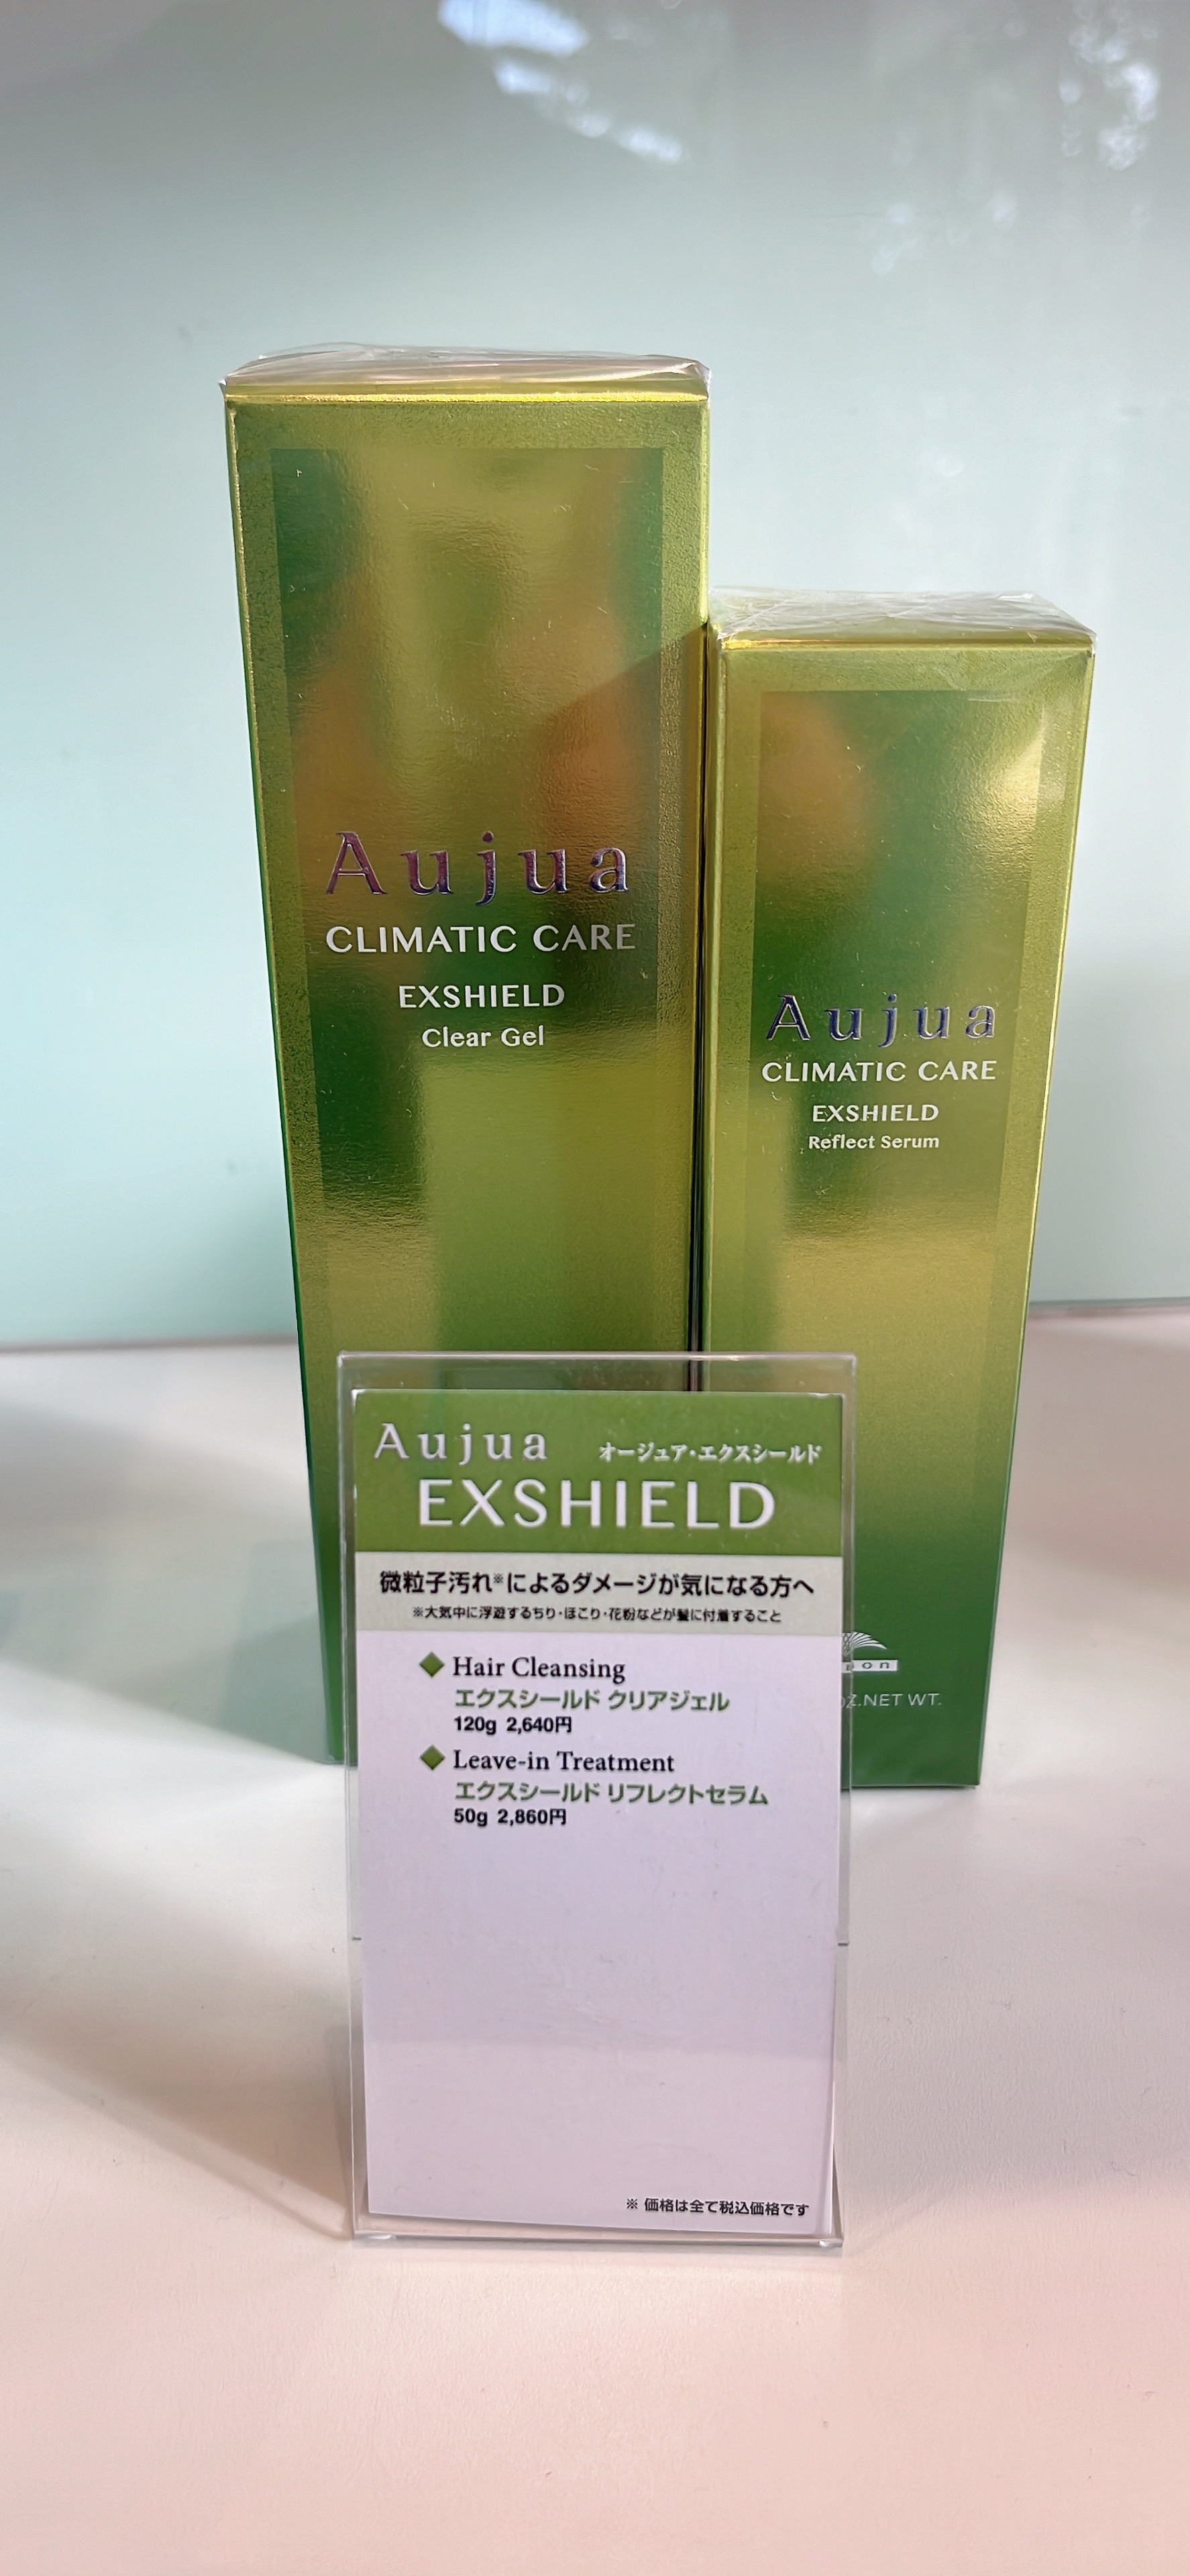 Aujua
CLIMATIC CARE
EXSHIELD
Clear Gel
Aujua
CLIMATIC CARE
EXSHIELD
Reflect Serum
NET WT.
Aujua オージュア・エクスシールド
EXSHIELD
微粒子汚れ※によるダメージが気になる方へ
※大気中に浮遊するちり・ほこり・花粉などが髪に付着すること
◆ Hair Cleansing
エクスシールド クリアジェル
120g 2,640円
◆ Leave-in Treatment
エクスシールド リフレクトセラム
50g 2,860円
※ 価格は全て税込価格です